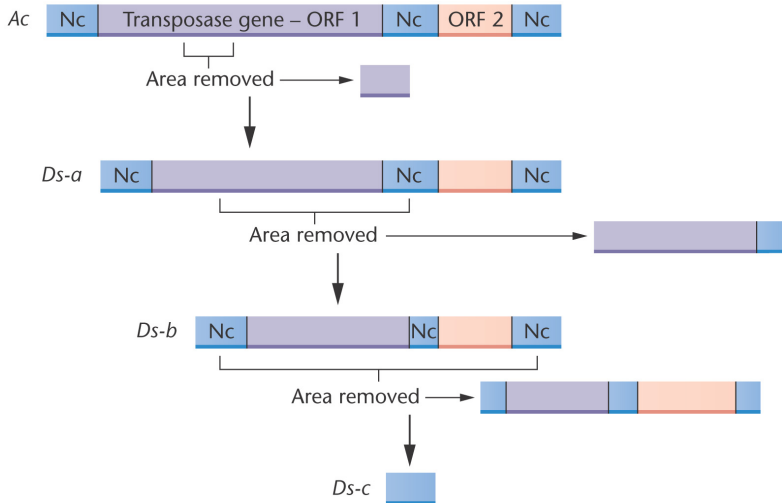 Ac Nc Transposase gene – ORF 1 Nc ORF 2 Nc
Area removed
Ds-a Nc Nc Nc
Area removed
Ds-b Nc Nc Nc
Area removed
Ds-c